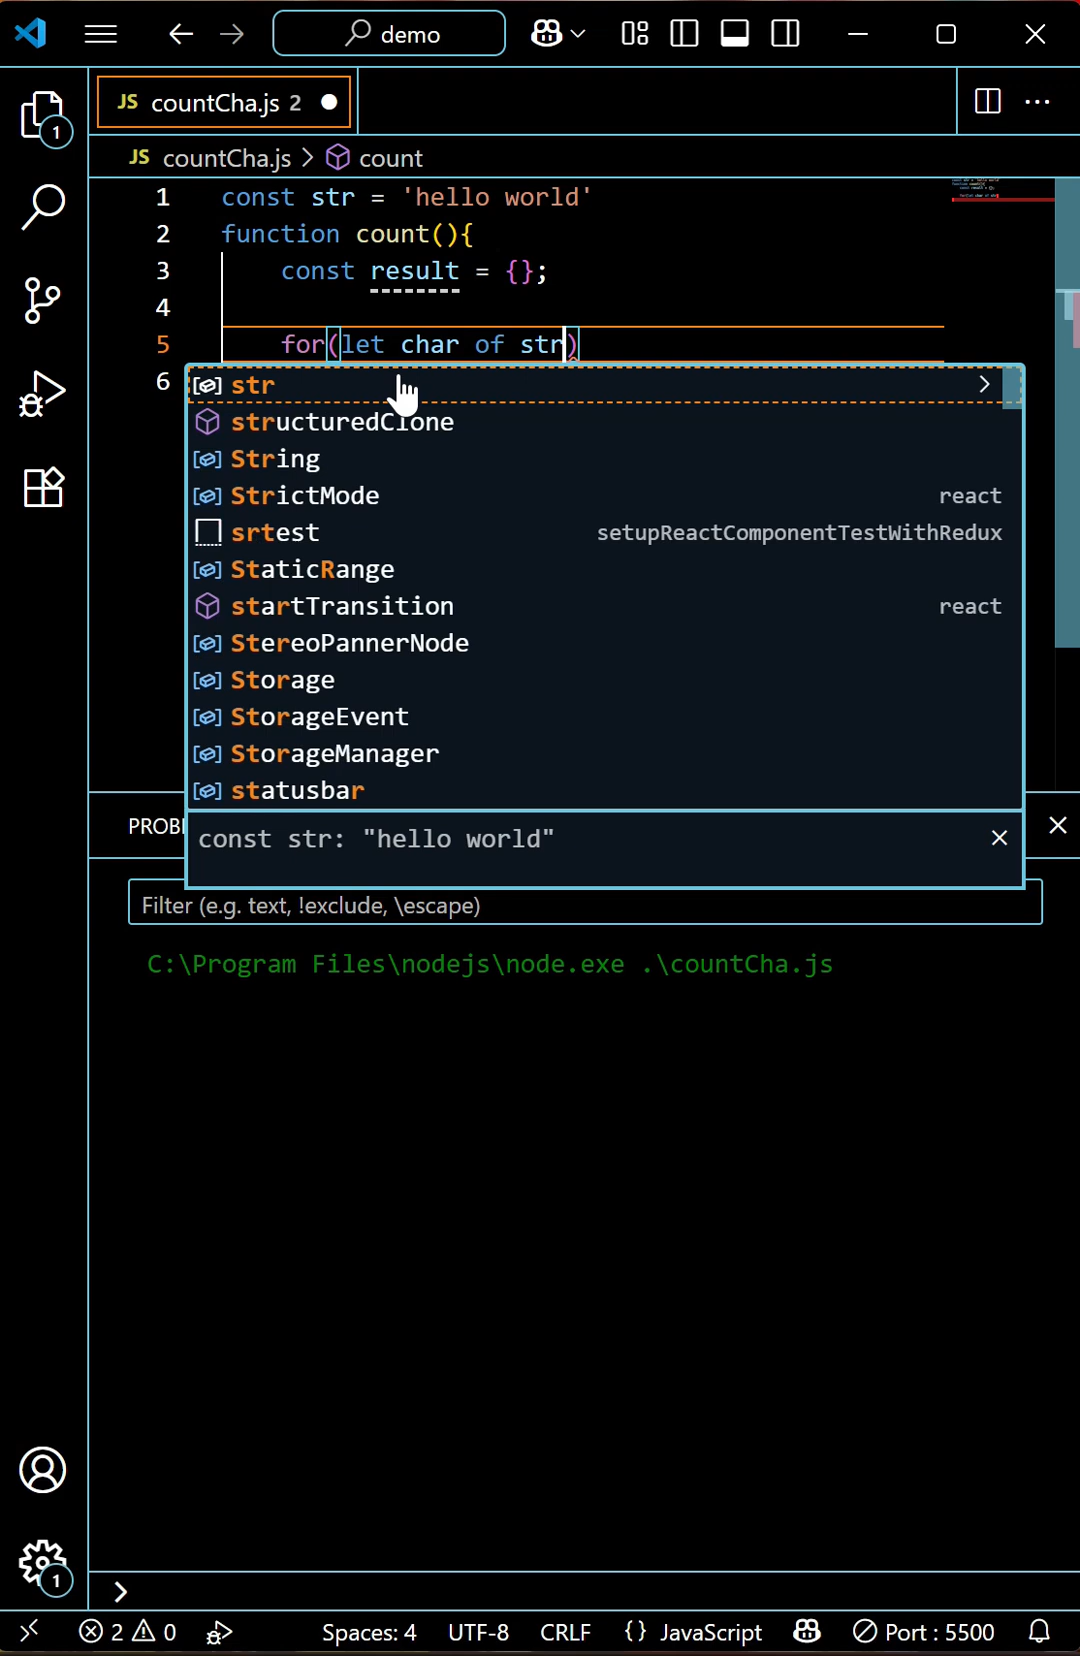 demo
JS countCha.js 2
JS countCha.js > count
1 const str = 'hello world'
2 function count(){
3 const result = {};
4
5 for(let char of str)
6
str
structuredClone
String
StrictMode react
srtest setupReactComponentTestWithRedux
StaticRange
startTransition react
StereoPannerNode
Storage
StorageEvent
StorageManager
statusbar
PROB
const str: "hello world"
Filter (e.g. text, !exclude, \escape)
C:\Program Files\nodejs\node.exe .\countCha.js
1
1
>
2 0 Spaces: 4 UTF-8 CRLF {} JavaScript Port : 5500